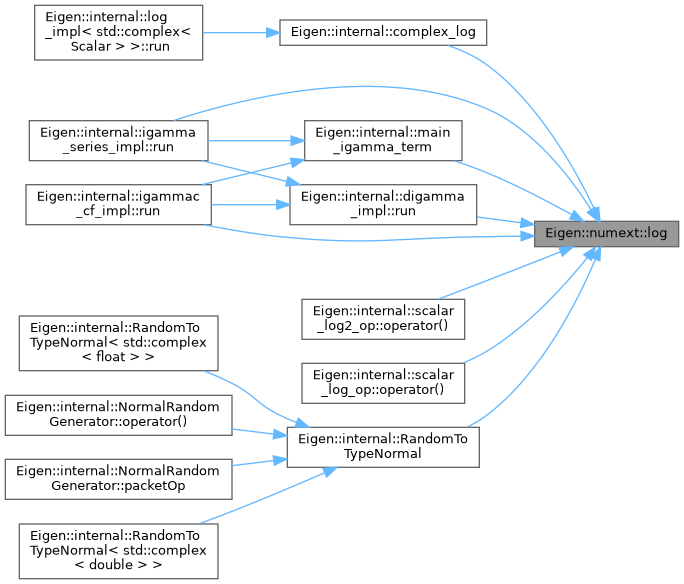 Eigen::internal::log
_impl< std::complex<
Scalar > >::run
Eigen::internal::complex_log
Eigen::internal::igamma
_series_impl::run
Eigen::internal::main
_igamma_term
Eigen::internal::igammac
_cf_impl::run
Eigen::internal::digamma
_impl::run
Eigen::numext::log
Eigen::internal::scalar
_log2_op::operator()
Eigen::internal::scalar
_log_op::operator()
Eigen::internal::RandomTo
TypeNormal< std::complex
< float > >
Eigen::internal::NormalRandom
Generator::operator()
Eigen::internal::RandomTo
TypeNormal
Eigen::internal::NormalRandom
Generator::packetOp
Eigen::internal::RandomTo
TypeNormal< std::complex
< double > >